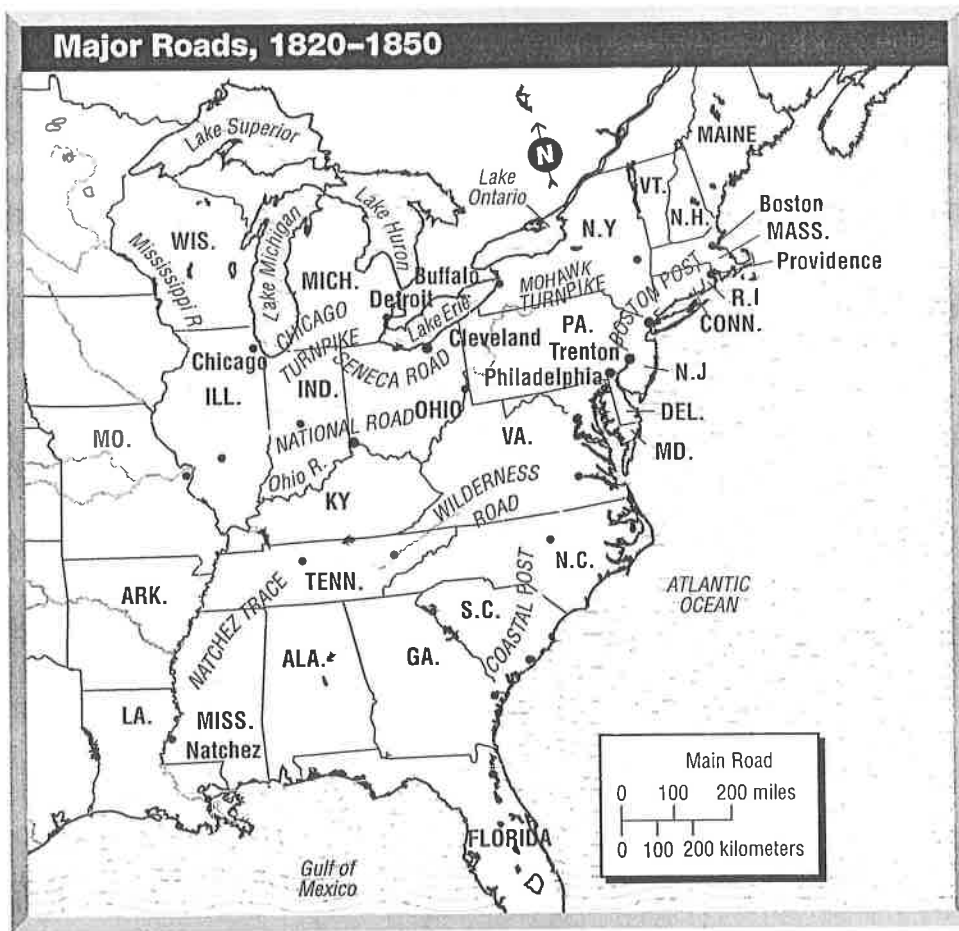 Major Roads, 1820–1850
Lake Superior
N
MAINE
Lake
Ontario
VT.
N.H.
Boston
MASS.
Providence
WIS.
Mississippi R.
Lake Michigan
Lake Huron
MICH.
N.Y
Buffalo
MOHAWK
TURNPIKE
BOSTON POST
R.I
CONN.
Detroit
Lake Erie
CHICAGO
TURNPIKE
Chicago
SENECA ROAD
Cleveland
PA.
Trenton
Philadelphia
N.J
ILL.
IND.
OHIO
DEL.
MD.
NATIONAL ROAD
VA.
MO.
Ohio R.
KY
WILDERNESS
ROAD
TENN.
N.C.
ARK.
NATCHEZ TRACE
S.C.
COASTAL POST
ATLANTIC
OCEAN
ALA.
GA.
LA.
MISS.
Natchez
FLORIDA
Gulf of
Mexico
Main Road
0 100 200 miles
0 100 200 kilometers